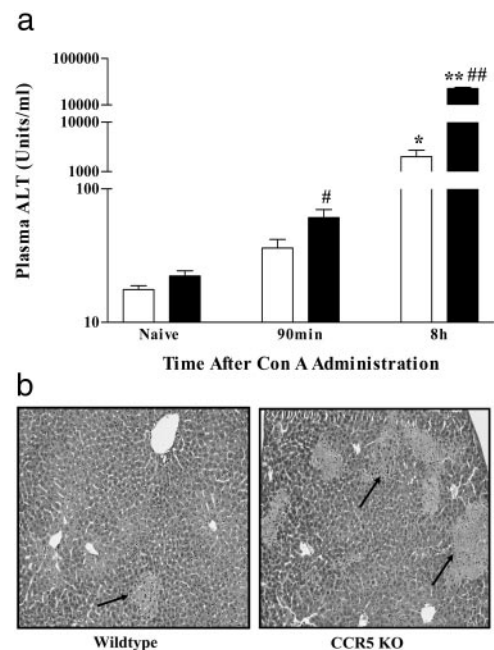 a
Plasma ALT (Units/ml)
100000
10000
10000
1000
100
10
*
**
##
#
Naive
90min
8h
Time After Con A Administration
b
Wildtype
CCR5 KO